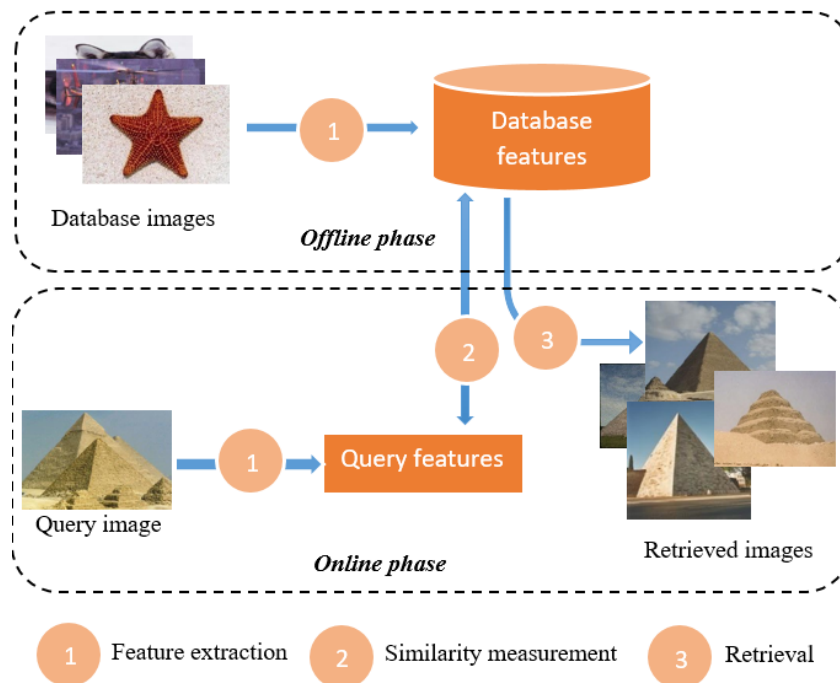 1
Database
features
Database images
Offline phase
2
3
1
Query features
Query image
Retrieved images
Online phase
1 Feature extraction 2 Similarity measurement 3 Retrieval